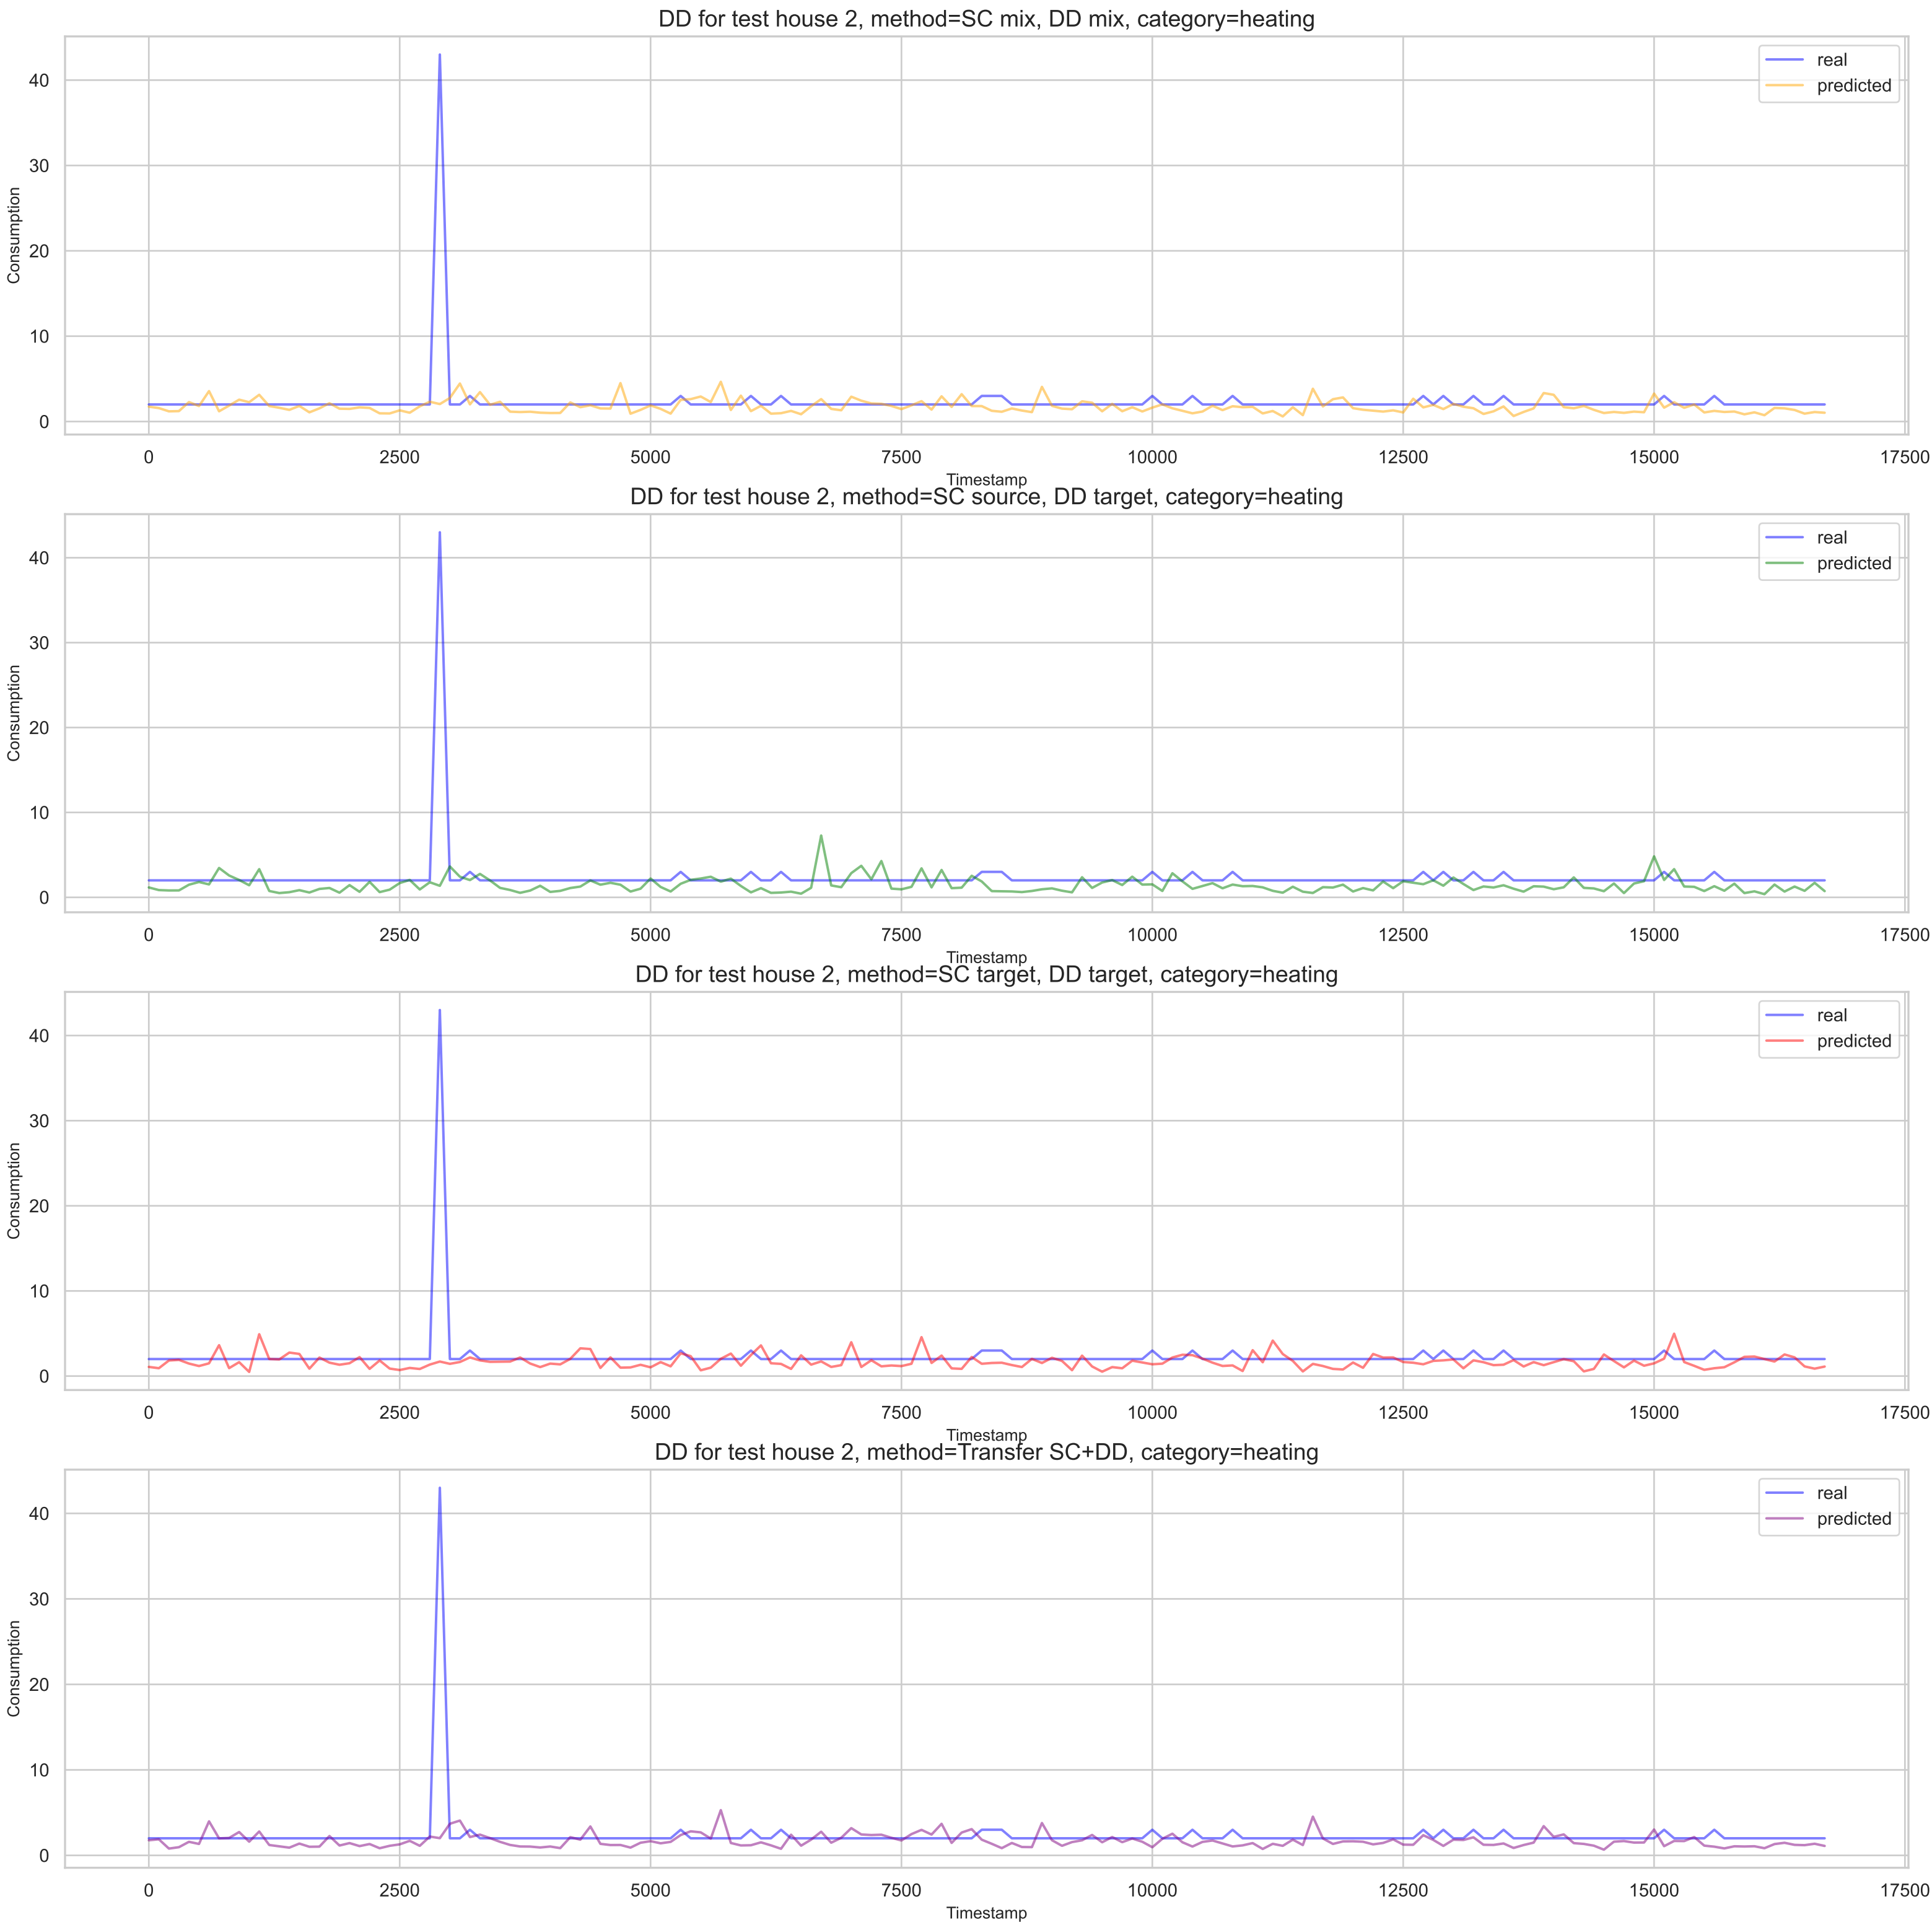 DD for test house 2, method=SC mix, DD mix, category=heating
real
predicted
40
30
20
10
0
Consumption
0 2500 5000 7500 10000 12500 15000 17500
Timestamp
DD for test house 2, method=SC source, DD target, category=heating
real
predicted
40
30
20
10
0
Consumption
0 2500 5000 7500 10000 12500 15000 17500
Timestamp
DD for test house 2, method=SC target, DD target, category=heating
real
predicted
40
30
20
10
0
Consumption
0 2500 5000 7500 10000 12500 15000 17500
Timestamp
DD for test house 2, method=Transfer SC+DD, category=heating
real
predicted
40
30
20
10
0
Consumption
0 2500 5000 7500 10000 12500 15000 17500
Timestamp